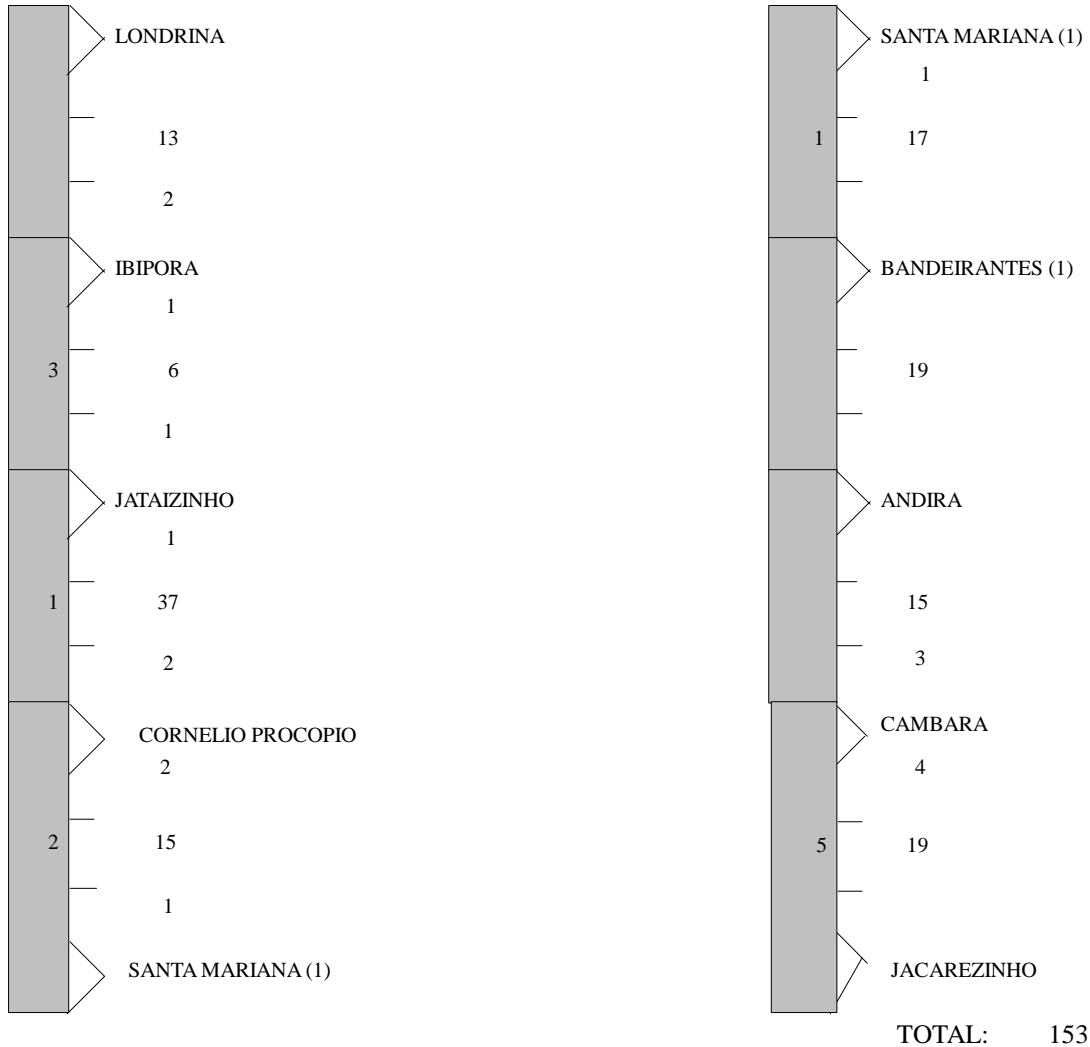 LONDRINA
13
2
IBIPORA
1
3 6
1
JATAIZINHO
1
1 37
2
CORNELIO PROCOPIO
2
2 15
1
SANTA MARIANA (1)
SANTA MARIANA (1)
1
1 17
BANDEIRANTES (1)
19
ANDIRA
15
3
CAMBARA
4
5 19
JACAREZINHO
TOTAL: 153